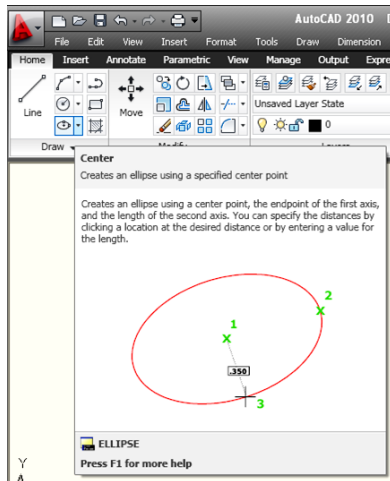 AutoCAD 2010
File Edit View Insert Format Tools Draw Dimension
Home Insert Annotate Parametric View Manage Output Expre
Line
Move
Unsaved Layer State
0
Draw
Center
Creates an ellipse using a specified center point
Creates an ellipse using a center point, the endpoint of the first axis,
and the length of the second axis. You can specify the distances by
clicking a location at the desired distance or by entering a value for
the length.
2
1
.350
3
ELLIPSE
Press F1 for more help
Y